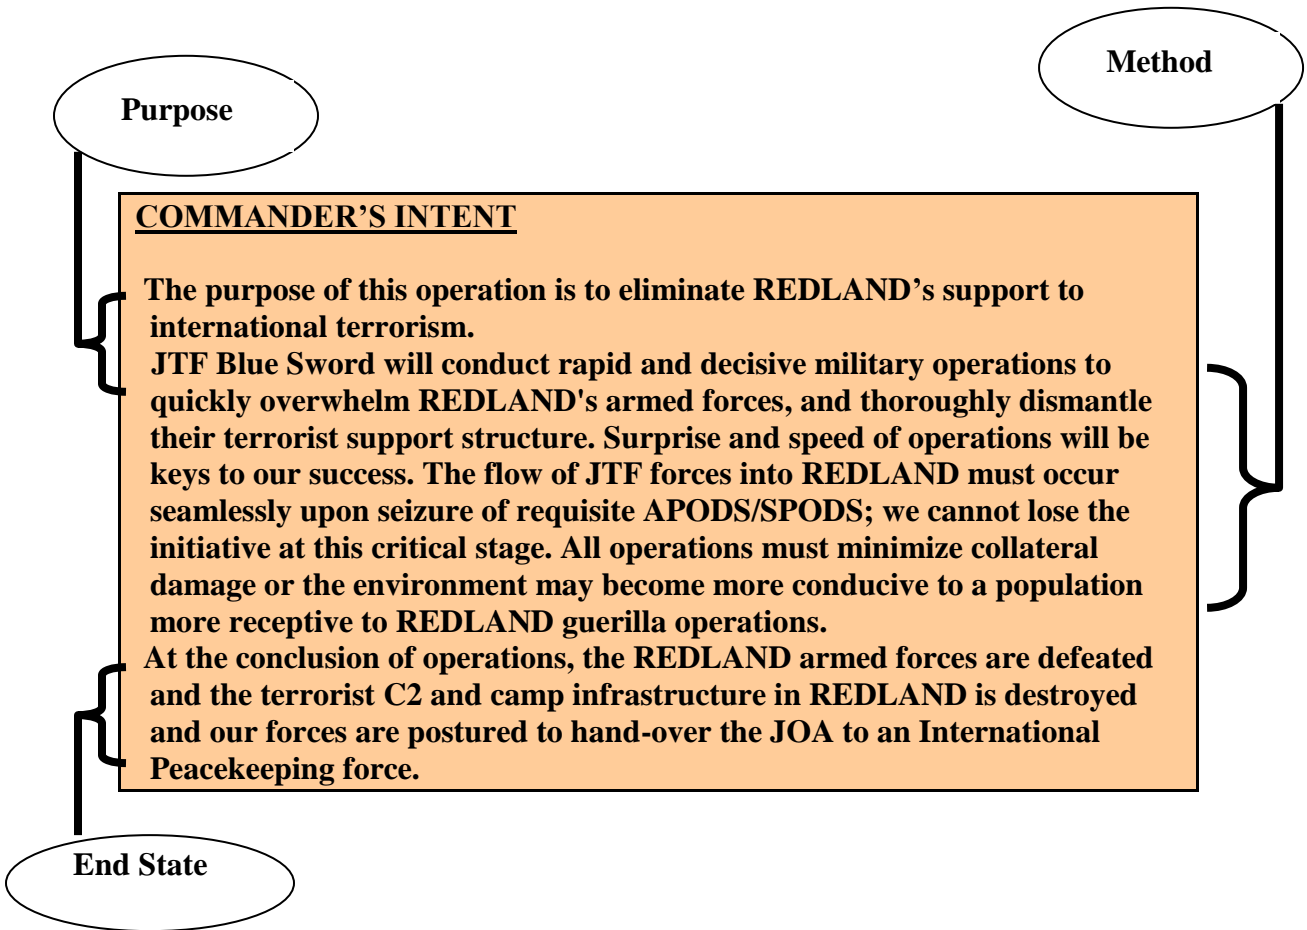 Method
Purpose
COMMANDER’S INTENT
The purpose of this operation is to eliminate REDLAND’s support to
international terrorism.
JTF Blue Sword will conduct rapid and decisive military operations to
quickly overwhelm REDLAND's armed forces, and thoroughly dismantle
their terrorist support structure. Surprise and speed of operations will be
keys to our success. The flow of JTF forces into REDLAND must occur
seamlessly upon seizure of requisite APODS/SPODS; we cannot lose the
initiative at this critical stage. All operations must minimize collateral
damage or the environment may become more conducive to a population
more receptive to REDLAND guerilla operations.
At the conclusion of operations, the REDLAND armed forces are defeated
and the terrorist C2 and camp infrastructure in REDLAND is destroyed
and our forces are postured to hand-over the JOA to an International
Peacekeeping force.
End State